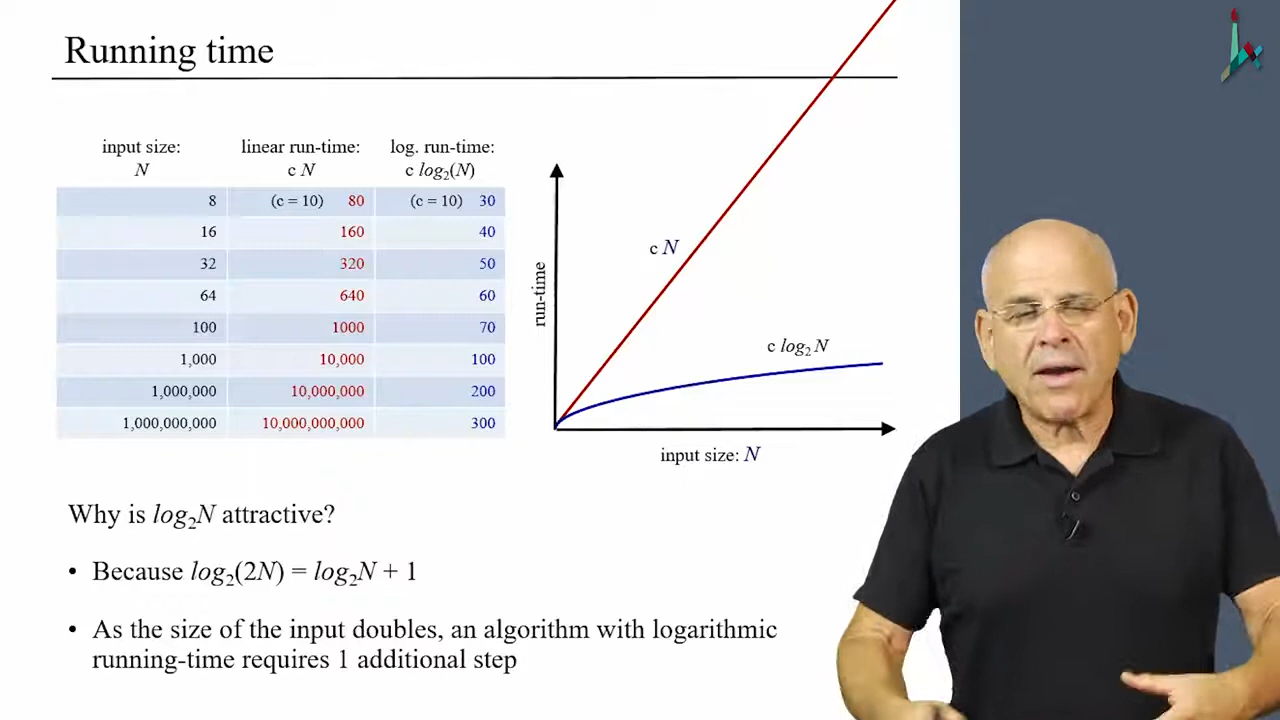 Running time
input size: linear run-time: log. run-time:
N c N c log2(N)
8 (c = 10) 80 (c = 10) 30
16 160 40
32 320 50
64 640 60
100 1000 70
1,000 10,000 100
1,000,000 10,000,000 200
1,000,000,000 10,000,000,000 300
run-time
c N
c log2 N
input size: N
Why is log2N attractive?
• Because log2(2N) = log2N + 1
• As the size of the input doubles, an algorithm with logarithmic
running-time requires 1 additional step